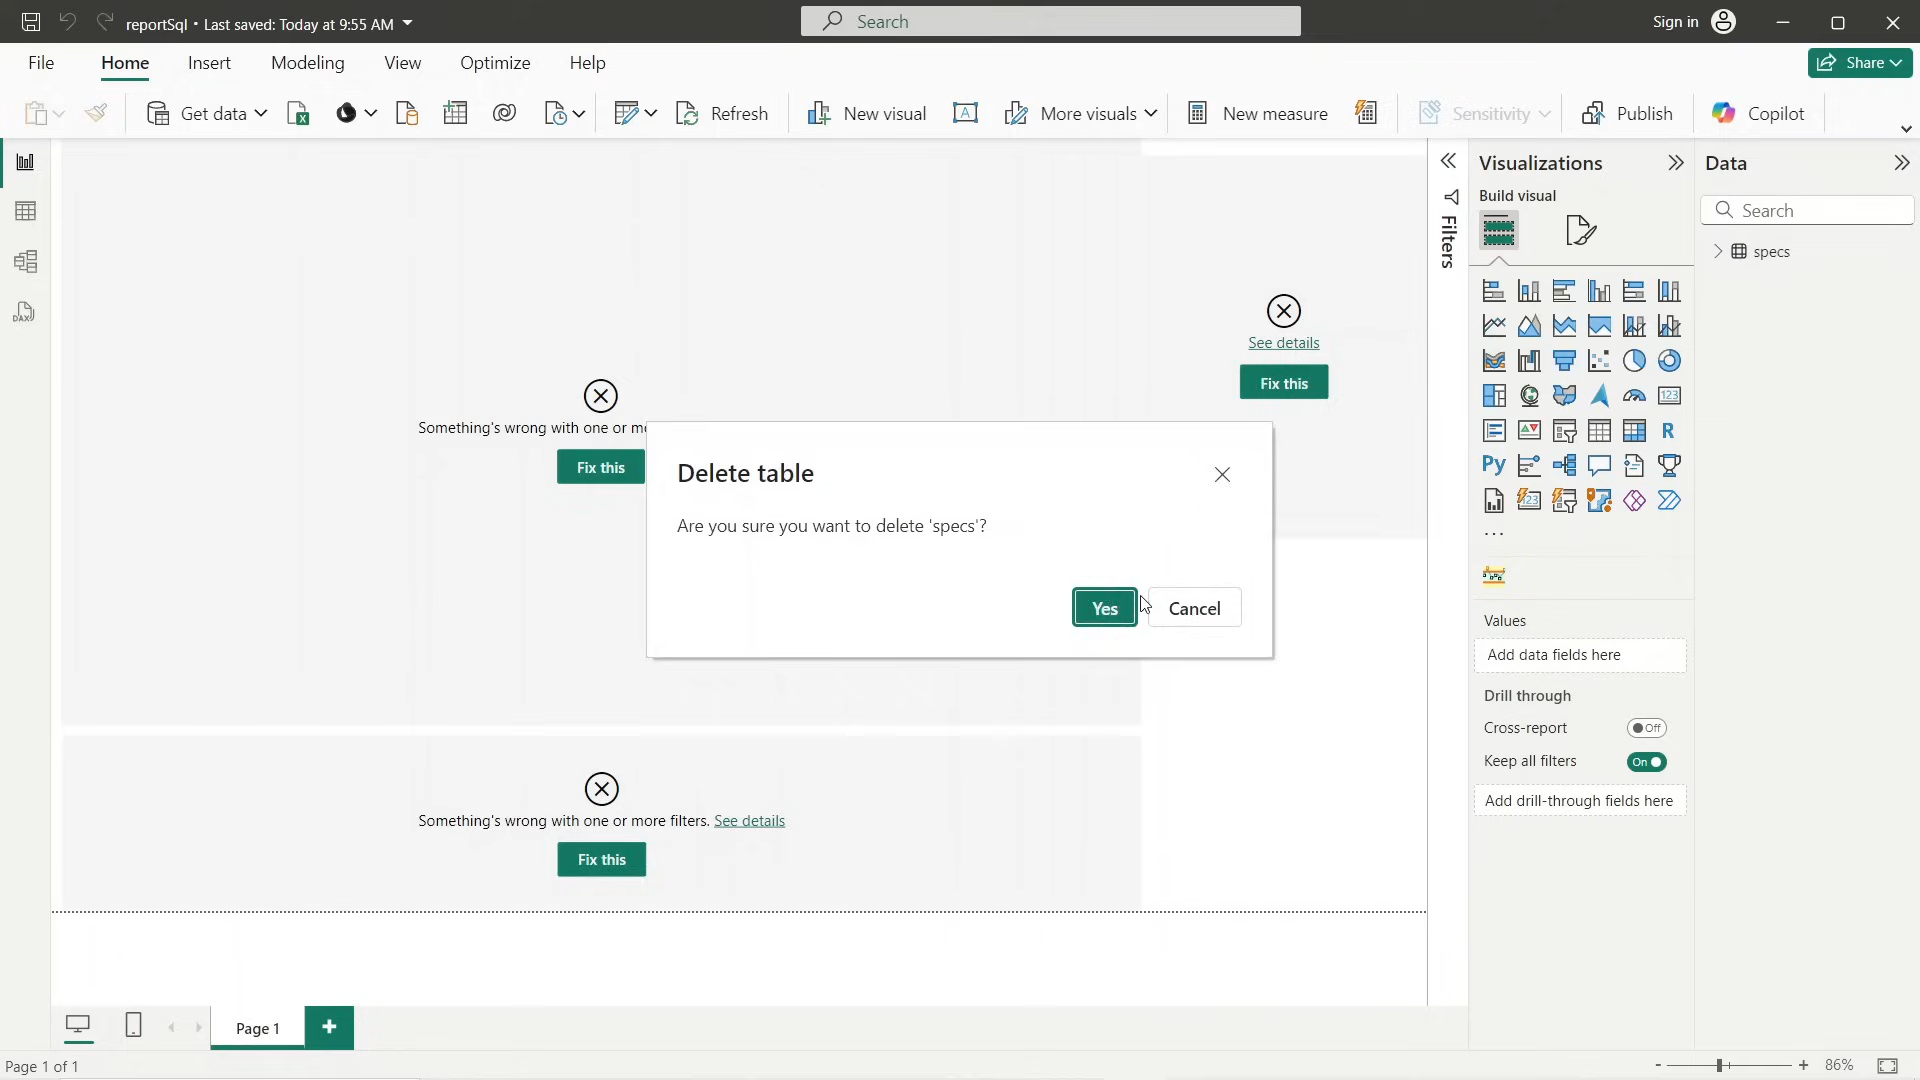 reportSql • Last saved: Today at 9:55 AM
Search
Sign in
File
Home
Insert
Modeling
View
Optimize
Help
Share
Get data
Refresh
New visual
More visuals
New measure
Sensitivity
Publish
Copilot
Visualizations
Data
Build visual
Search
Filters
specs
See details
Fix this
Something's wrong with one or mo
Fix this
Delete table
Are you sure you want to delete 'specs'?
Yes
Cancel
Something's wrong with one or more filters. See details
Fix this
DAX
123
R
Py
123
...
Values
Add data fields here
Drill through
Cross-report
Off
Keep all filters
On
Add drill-through fields here
Page 1
+
Page 1 of 1
- + 86%